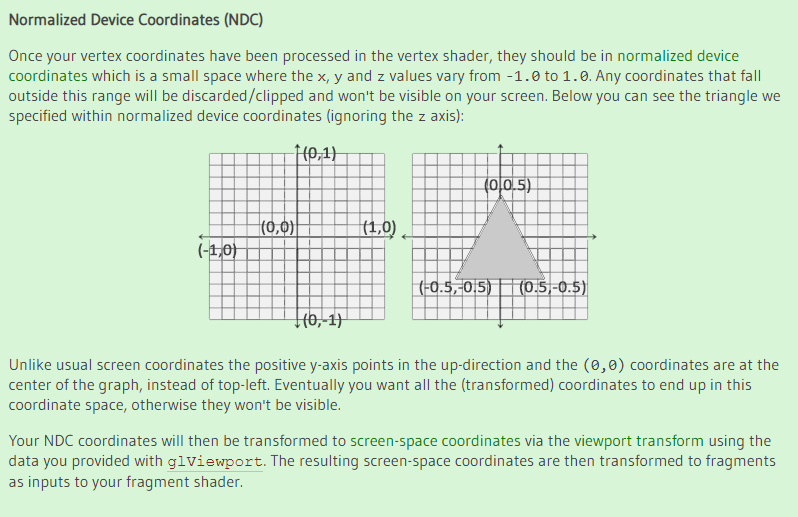 Normalized Device Coordinates (NDC)
Once your vertex coordinates have been processed in the vertex shader, they should be in normalized device
coordinates which is a small space where the x, y and z values vary from -1.0 to 1.0. Any coordinates that fall
outside this range will be discarded/clipped and won't be visible on your screen. Below you can see the triangle we
specified within normalized device coordinates (ignoring the z axis):
(0,1)
(0,0)
(1,0)
(-1,0)
(0,-1)
(0,0.5)
(-0.5,-0.5)
(0.5,-0.5)
Unlike usual screen coordinates the positive y-axis points in the up-direction and the (0,0) coordinates are at the
center of the graph, instead of top-left. Eventually you want all the (transformed) coordinates to end up in this
coordinate space, otherwise they won't be visible.
Your NDC coordinates will then be transformed to screen-space coordinates via the viewport transform using the
data you provided with glViewport. The resulting screen-space coordinates are then transformed to fragments
as inputs to your fragment shader.